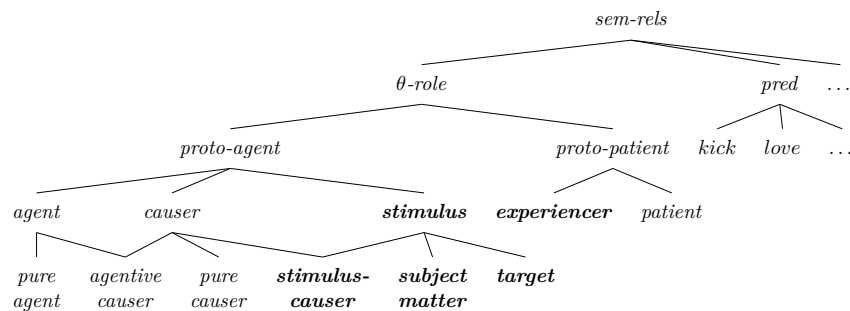 sem-rels
θ-role pred ...
proto-agent proto-patient kick love ...
agent causer stimulus experiencer patient
pure agentive pure stimulus- subject target
agent causer causer causer matter